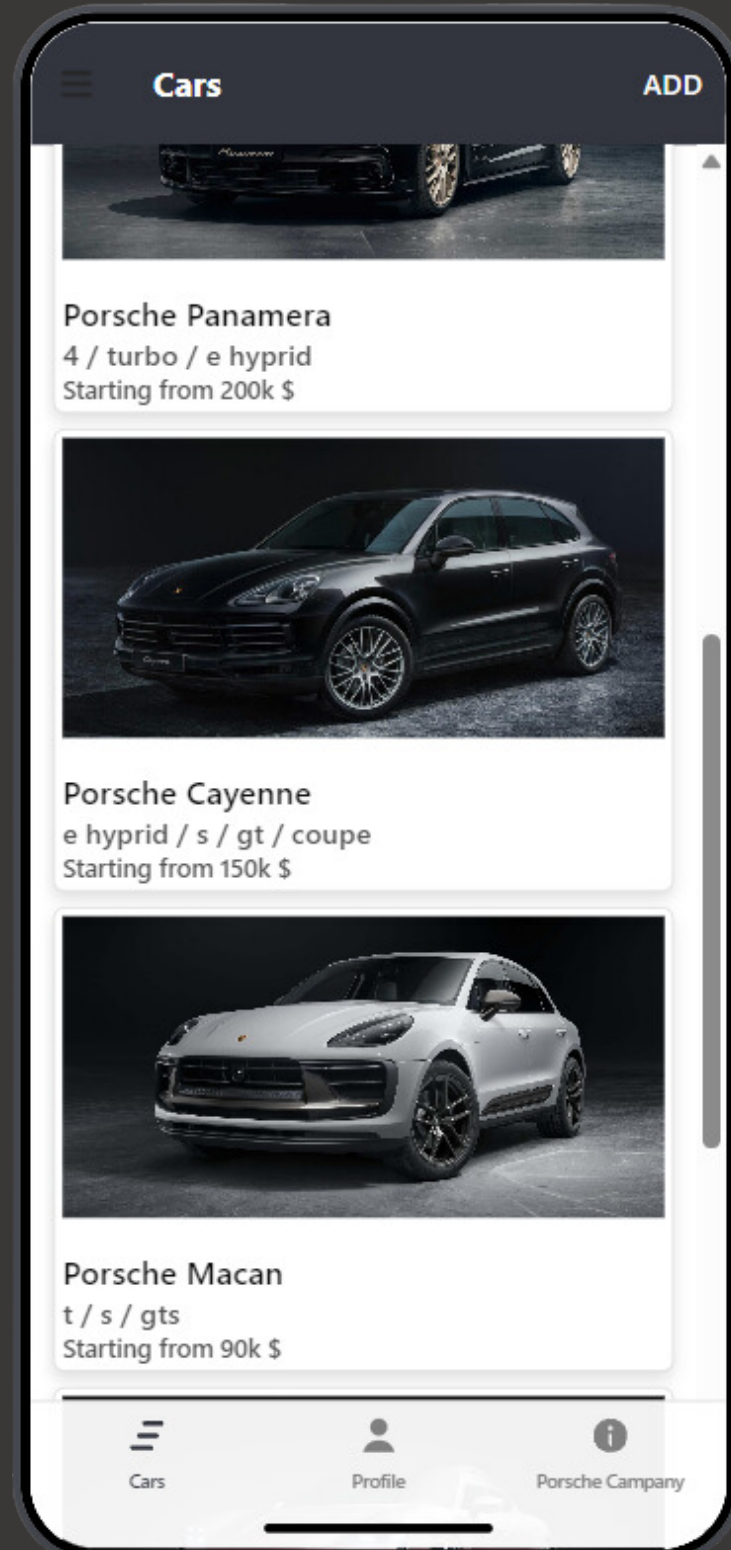 Cars
ADD
Panamera
Porsche Panamera
4 / turbo / e hyprid
Starting from 200k $
Porsche Cayenne
e hyprid / s / gt / coupe
Starting from 150k $
Porsche Macan
t / s / gts
Starting from 90k $
Cars
Profile
Porsche Campany